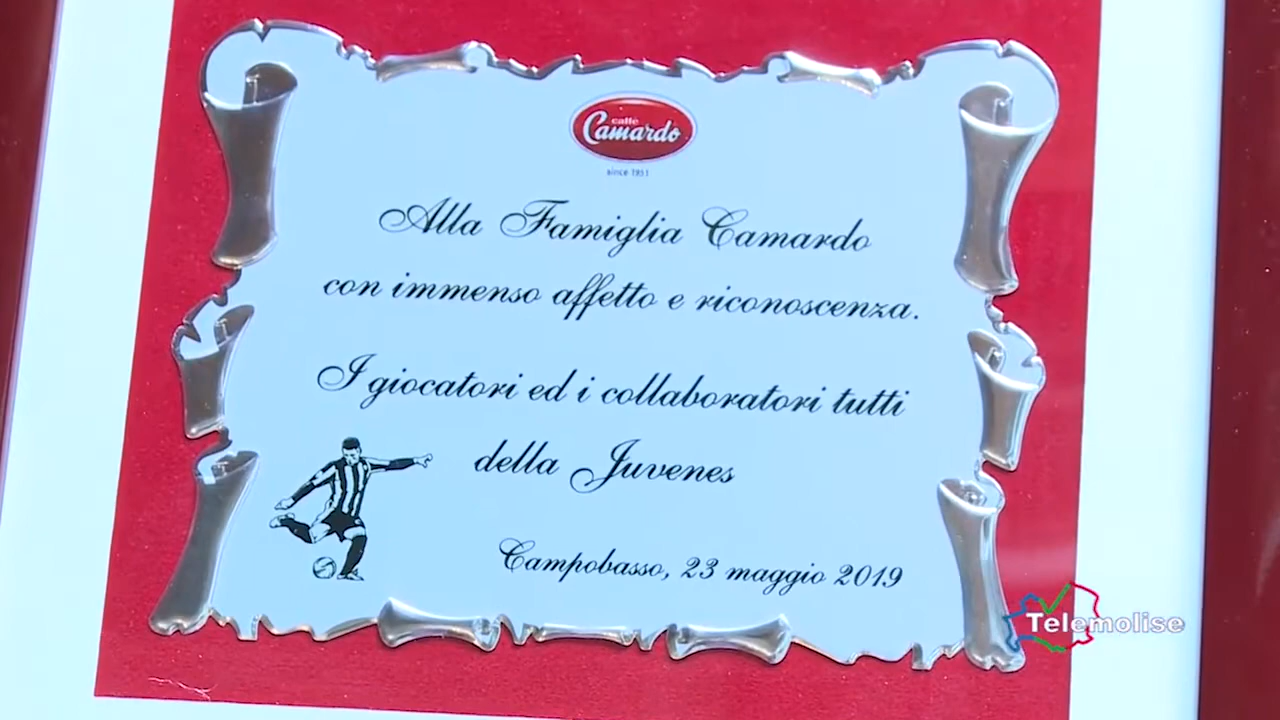 caffè
Camardo
since 1951
Alla Famiglia Camardo
con immenso affetto e riconoscenza.
I giocatori ed i collaboratori tutti
della Juvenes
Campobasso, 23 maggio 2019
Telemolise